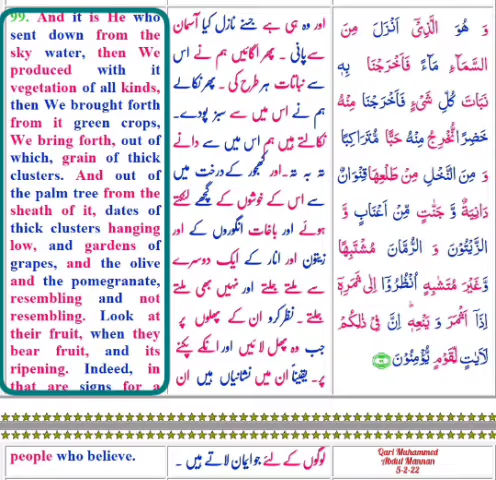 99. And it is He who
sent down from the
sky water, then We
produced with it
vegetation of all kinds,
then We brought forth
from it green crops,
We bring forth, out of
which, grain of thick
clusters. And out of
the palm tree from the
sheath of it, dates of
thick clusters hanging
low, and gardens of
grapes, and the olive
and the pomegranate,
resembling and not
resembling. Look at
their fruit, when they
bear fruit, and its
ripening. Indeed, in
that are signs for a
people who believe.
اور وہ ہی ہے جسنے نازل کیا آسمان
سے پانی ۔ پھر اگائیں ہم نے اس
سے نباتات ہر طرح کی ۔ پھر نکالے
ہم نے اس میں سے سبز پودے۔
نکالتے ہیں ہم اس میں سے دانے
تہ بہ تہ۔اور کھجور کے درخت میں
سے اس کے خوشوں کے گچھے لٹکتے
ہوئے اور باغات انگوروں کے اور
زیتون اور انار کے ایک دوسرے
سے ملتے جلتے اور نہیں بھی ملتے
جلتے ۔ نظر کرو ان کے پھلوں پر
جب وہ پھل لائیں اور انکے پکنے
پر۔ یقیناً ان میں نشانیاں ہیں ان
لوگوں کے لئے جو ایمان لاتے ہیں ۔
وَ هُوَ الَّذِیْۤ اَنْزَلَ مِنَ
السَّمَآءِ مَآءًۚ فَاَخْرَجْنَا بِهٖ
نَبَاتَ كُلِّ شَیْءٍ فَاَخْرَجْنَا مِنْهُ
خَضِرًا نُّخْرِجُ مِنْهُ حَبًّا مُّتَرَاكِبًاۚ
وَ مِنَ النَّخْلِ مِنْ طَلْعِهَا قِنْوَانٌ
دَانِیَةٌ وَّ جَنّٰتٍ مِّنْ اَعْنَابٍ وَّ
الزَّیْتُوْنَ وَ الرُّمَّانَ مُشْتَبِهًا
وَّ غَیْرَ مُتَشَابِهٍؕ اُنْظُرُوْۤا اِلٰى ثَمَرِهٖۤ
اِذَاۤ اَثْمَرَ وَ یَنْعِهٖؕ اِنَّ فِیْ ذٰلِكُمْ
لَاٰیٰتٍ لِّقَوْمٍ یُّؤْمِنُوْنَ ۹۹
Qari Muhammed
Abdul Mannan
5-2-22